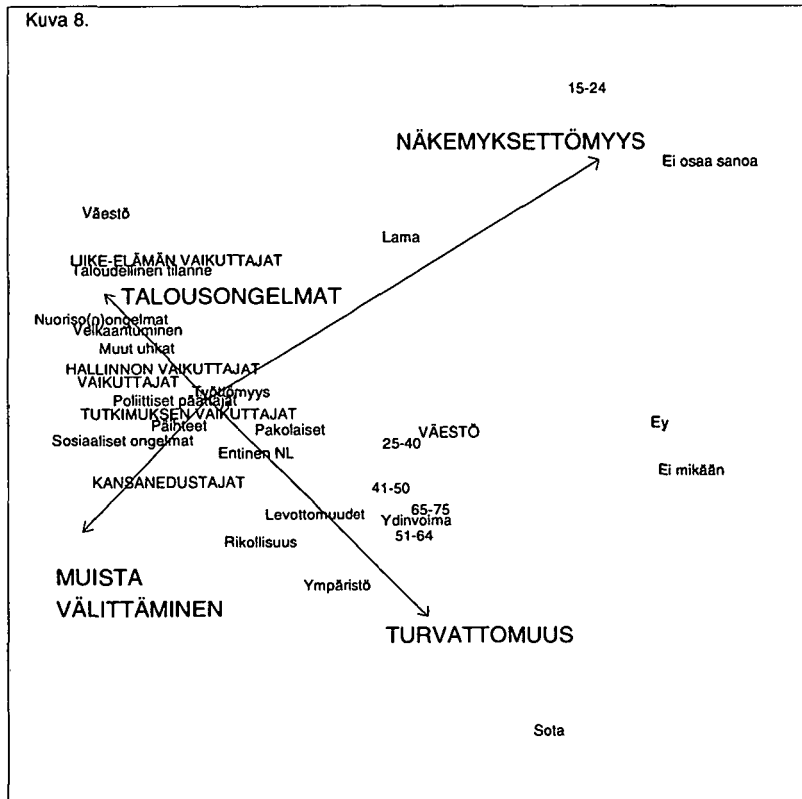 Kuva 8.
15-24
NÄKEMYKSETTÖMYYS
Ei osaa sanoa
Väestö
Lama
LIIKE-ELÄMÄN VAIKUTTAJAT
Taloudellinen tilanne
TALOUSONGELMAT
Nuoriso(n)ongelmat
Velkaantuminen
Muut uhkat
HALLINNON VAIKUTTAJAT
VAIKUTTAJAT
Työttömyys
Poliittiset päättäjät
TUTKIMUKSEN VAIKUTTAJAT
Päihteet
Pakolaiset
VÄESTÖ
Ey
Sosiaaliset ongelmat
25-40
Entinen NL
Ei mikään
KANSANEDUSTAJAT
41-50
Levottomuudet
65-75
Ydinvoima
51-64
Rikollisuus
MUISTA
VÄLITTÄMINEN
Ympäristö
TURVATTOMUUS
Sota